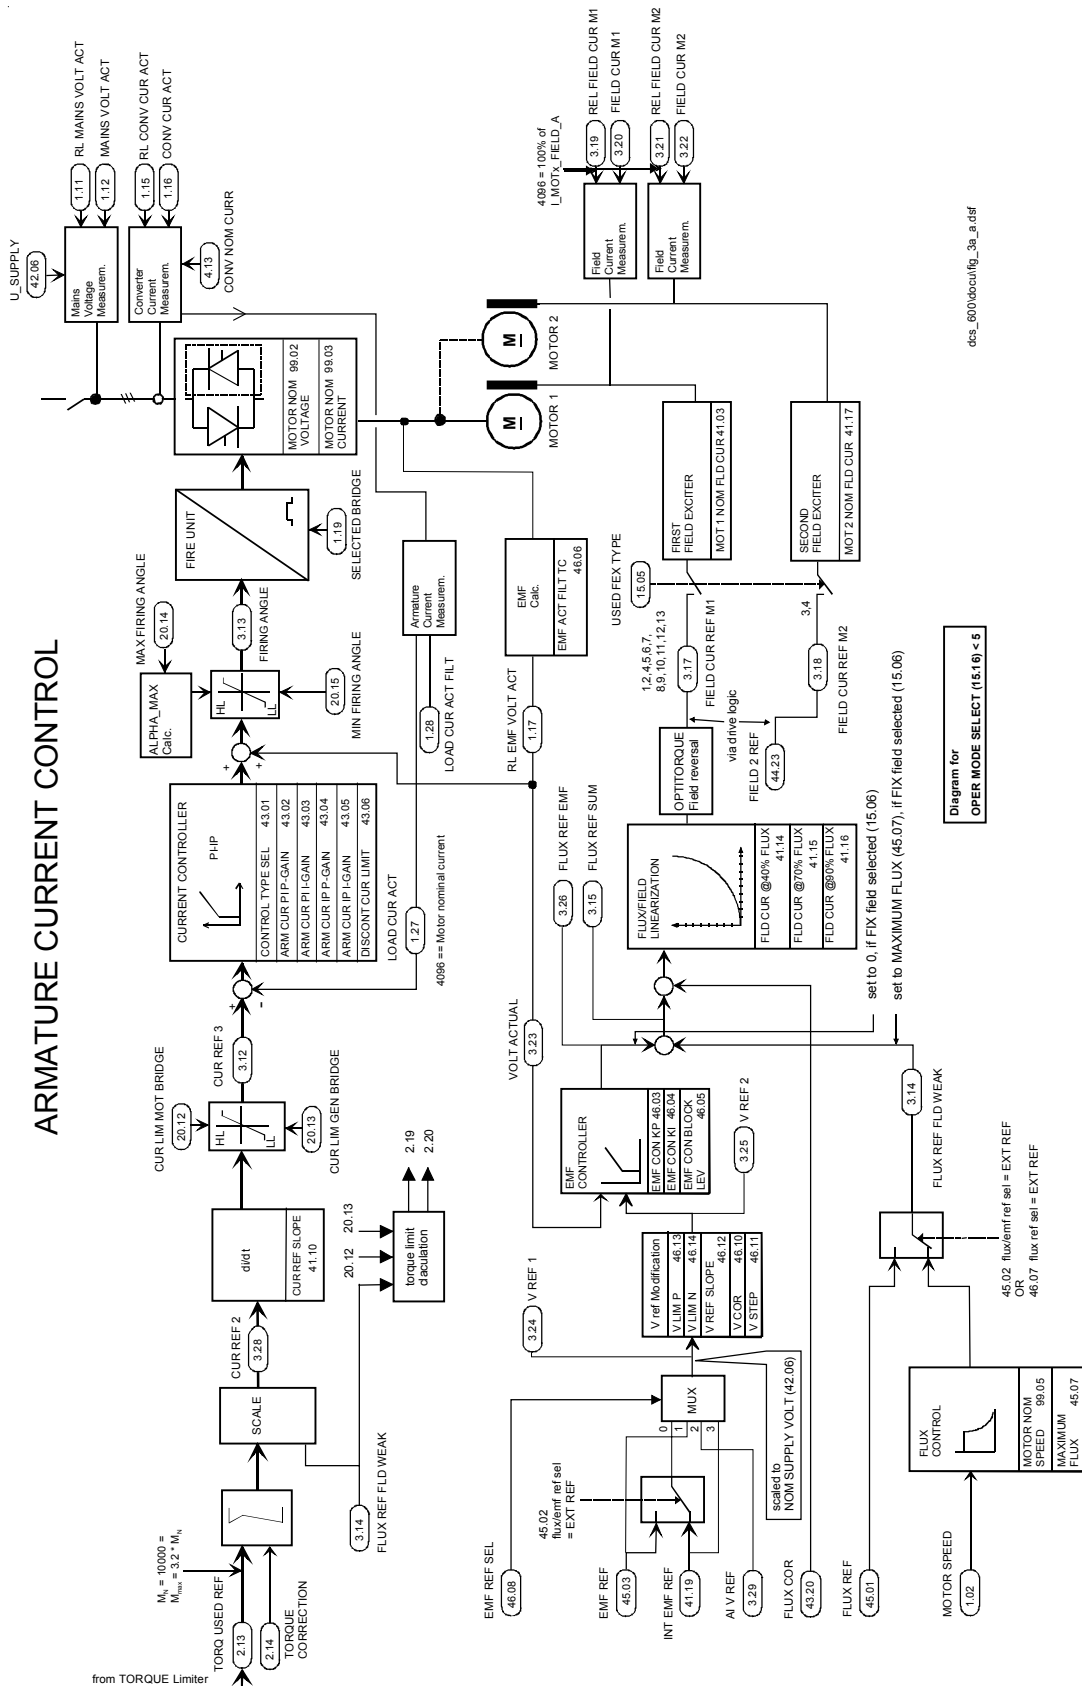 ARMATURE CURRENT CONTROL
from TORQUE Limiter
TORQ USED REF
2.13
2.14
TORQUE
CORRECTION
M_N = 10000 =
M_max = 3.2 * M_N
SCALE
3.14
FLUX REF FLD WEAK
CUR REF 2
3.28
di/dt
CUR REF SLOPE
41.10
20.12
20.13
torque limit
claculation
2.19
2.20
CUR LIM MOT BRIDGE
20.12
HL
LL
20.13
CUR LIM GEN BRIDGE
CUR REF 3
3.12
+
-
CURRENT CONTROLLER
PI-IP
CONTROL TYPE SEL 43.01
ARM CUR PI P-GAIN 43.02
ARM CUR PI I-GAIN 43.03
ARM CUR IP P-GAIN 43.04
ARM CUR IP I-GAIN 43.05
DISCONT CUR LIMIT 43.06
LOAD CUR ACT
1.27
4096 == Motor nominal current
+
+
MAX FIRING ANGLE
20.14
ALPHA_MAX
Calc.
HL
LL
20.15
MIN FIRING ANGLE
3.13
FIRING ANGLE
1.28
LOAD CUR ACT FILT
FIRE UNIT
1.19
SELECTED BRIDGE
Armature
Current
Measurem.
MOTOR NOM 99.02
VOLTAGE
MOTOR NOM 99.03
CURRENT
U_SUPPLY
42.06
Mains
Voltage
Measurem.
Converter
Current
Measurem.
4.13
CONV NOM CURR
1.11
RL MAINS VOLT ACT
1.12
MAINS VOLT ACT
1.15
RL CONV CUR ACT
1.16
CONV CUR ACT
M
MOTOR 1
M
MOTOR 2
4096 = 100% of
I_MOTx_FIELD_A
Field
Current
Measurem.
Field
Current
Measurem.
3.19
REL FIELD CUR M1
3.20
FIELD CUR M1
3.21
REL FIELD CUR M2
3.22
FIELD CUR M2
EMF
Calc.
EMF ACT FILT TC
46.06
RL EMF VOLT ACT
1.17
VOLT ACTUAL
3.23
EMF REF SEL
46.08
EMF REF
45.03
INT EMF REF
41.19
AI V REF
3.29
FLUX COR
43.20
45.02
flux/emf ref sel
= EXT REF
0
1
2
3
MUX
3.24
V REF 1
scaled to
NOM SUPPLY VOLT (42.06)
V ref Modification
V LIM P 46.13
V LIM N 46.14
V REF SLOPE
46.12
V COR 46.10
V STEP 46.11
EMF
CONTROLLER
EMF CON KP 46.03
EMF CON KI 46.04
EMF CON BLOCK
LEV 46.05
3.25
V REF 2
3.26
FLUX REF EMF
3.15
FLUX REF SUM
FLUX/FIELD
LINEARIZATION
FLD CUR @40% FLUX
41.14
FLD CUR @70% FLUX
41.15
FLD CUR @90% FLUX
41.16
OPTITORQUE
Field reversal
via drive logic
FIELD 2 REF
44.23
1,2,4,5,6,7,
8,9,10,11,12,13
3.17
FIELD CUR REF M1
3,4
3.18
FIELD CUR REF M2
USED FEX TYPE
15.05
FIRST
FIELD EXCITER
MOT 1 NOM FLD CUR 41.03
SECOND
FIELD EXCITER
MOT 2 NOM FLD CUR 41.17
FLUX REF
45.01
MOTOR SPEED
1.02
FLUX
CONTROL
MOTOR NOM
SPEED 99.05
MAXIMUM
FLUX 45.07
45.02 flux/emf ref sel = EXT REF
OR
46.07 flux ref sel = EXT REF
FLUX REF FLD WEAK
3.14
set to 0, if FIX field selected (15.06)
set to MAXIMUM FLUX (45.07), if FIX field selected (15.06)
Diagram for
OPER MODE SELECT (15.16) < 5
dcs_600\docu\fig_3a_a.dsf